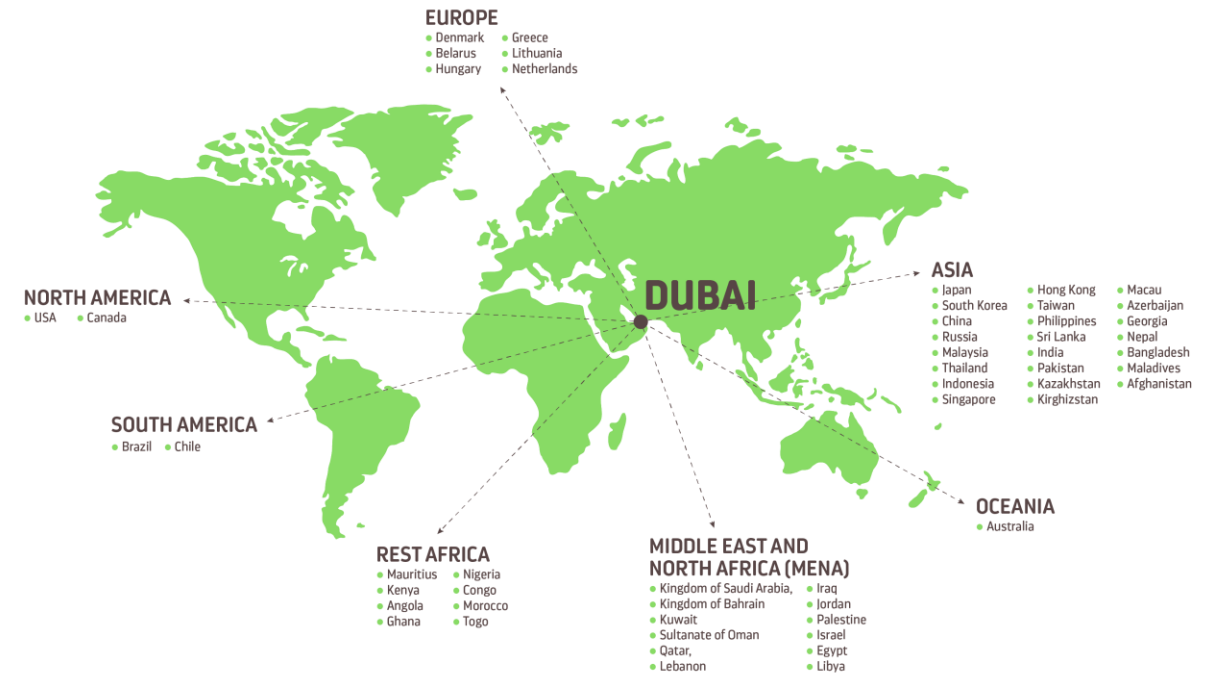 EUROPE
Denmark
Belarus
Hungary
Greece
Lithuania
Netherlands
DUBAI
NORTH AMERICA
USA
Canada
SOUTH AMERICA
Brazil
Chile
ASIA
Japan
South Korea
China
Russia
Malaysia
Thailand
Indonesia
Singapore
Hong Kong
Taiwan
Philippines
Sri Lanka
India
Pakistan
Kazakhstan
Kirghizstan
Macau
Azerbaijan
Georgia
Nepal
Bangladesh
Maladives
Afghanistan
OCEANIA
Australia
REST AFRICA
Mauritius
Kenya
Angola
Ghana
Nigeria
Congo
Morocco
Togo
MIDDLE EAST AND
NORTH AFRICA (MENA)
Kingdom of Saudi Arabia,
Kingdom of Bahrain
Kuwait
Sultanate of Oman
Qatar,
Lebanon
Iraq
Jordan
Palestine
Israel
Egypt
Libya